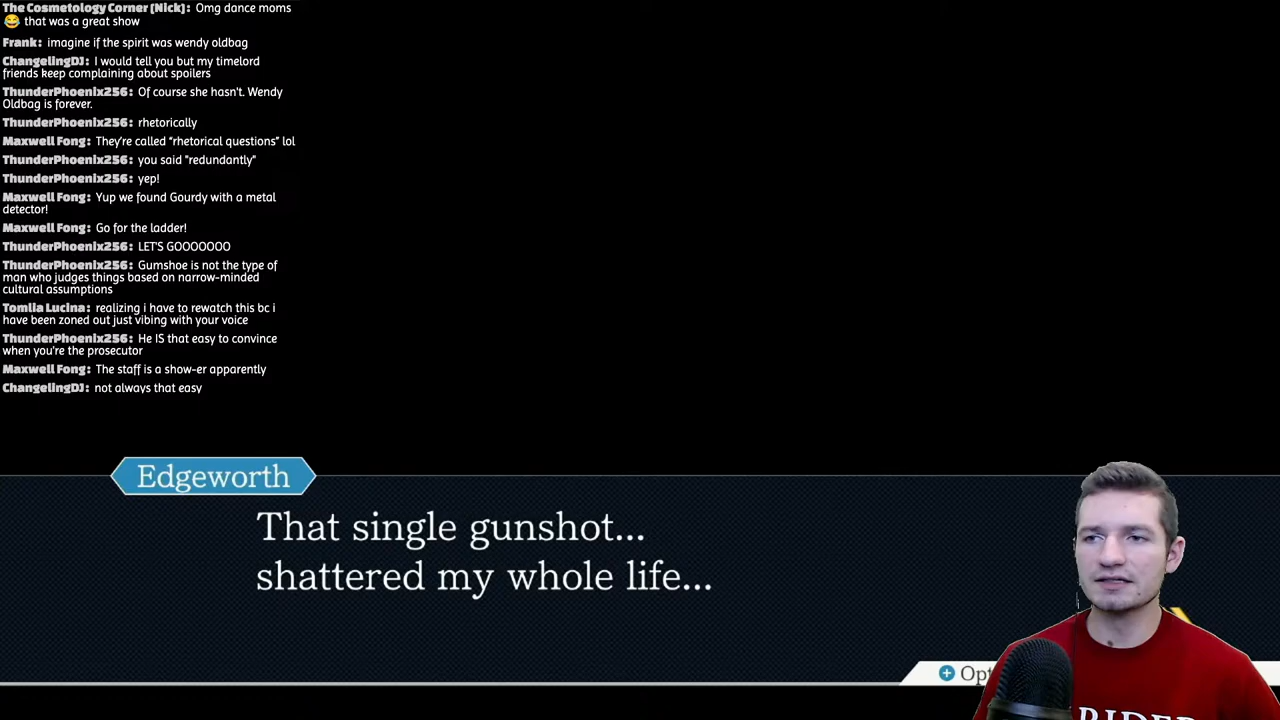 The Cosmetology Corner (Nick): Omg dance moms
😂 that was a great show
Frank: imagine if the spirit was wendy oldbag
ChangelingDJ: I would tell you but my timelord
friends keep complaining about spoilers
ThunderPhoenix256: Of course she hasn't. Wendy
Oldbag is forever.
ThunderPhoenix256: rhetorically
Maxwell Fong: They're called "rhetorical questions" lol
ThunderPhoenix256: you said "redundantly"
ThunderPhoenix256: yep!
Maxwell Fong: Yup we found Gourdy with a metal
detector!
Maxwell Fong: Go for the ladder!
ThunderPhoenix256: LET'S GOOOOOOO
ThunderPhoenix256: Gumshoe is not the type of
man who judges things based on narrow-minded
cultural assumptions
Tomlia Lucina: realizing i have to rewatch this bc i
have been zoned out just vibing with your voice
ThunderPhoenix256: He IS that easy to convince
when you're the prosecutor
Maxwell Fong: The staff is a show-er apparently
ChangelingDJ: not always that easy
Edgeworth
That single gunshot...
shattered my whole life...
Opt